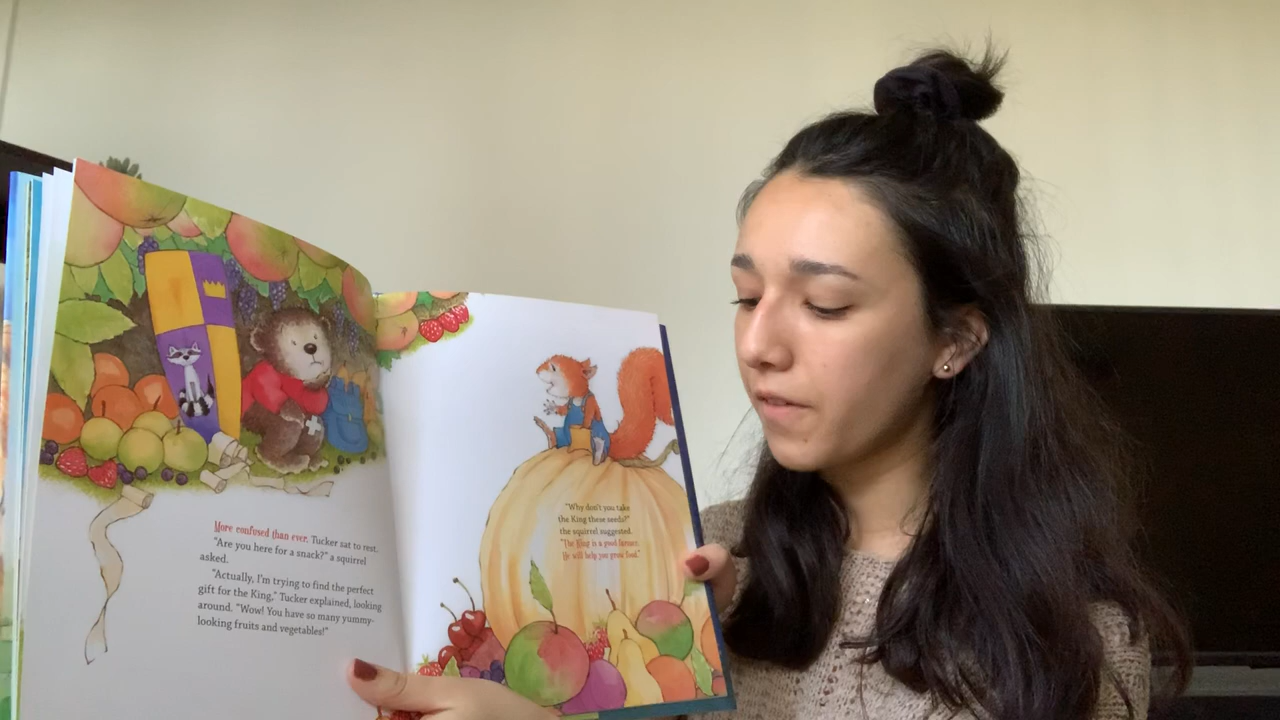 More confused than ever, Tucker sat to rest.
"Are you here for a snack?" a squirrel
asked.
"Actually, I'm trying to find the perfect
gift for the King," Tucker explained, looking
around. "Wow! You have so many yummy-
looking fruits and vegetables!"
"Why don't you take
the King these seeds?"
the squirrel suggested.
"The King is a good farmer.
He will help you grow food."